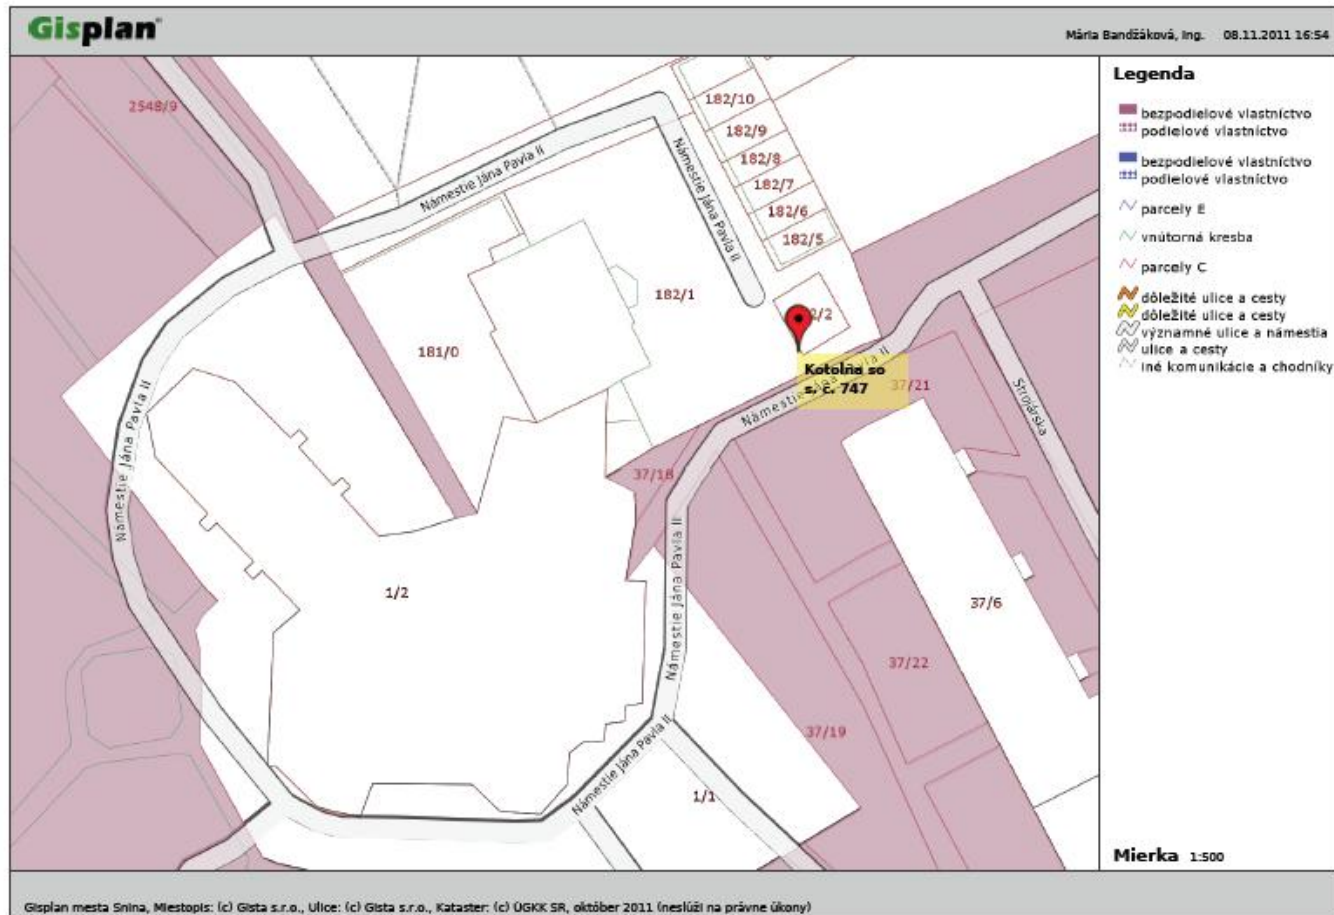 Gisplan
Mária Bandžáková, Ing. 08.11.2011 16:54
Legenda
bezpodielové vlastníctvo
podielové vlastníctvo
bezpodielové vlastníctvo
podielové vlastníctvo
parcely E
vnútorná kresba
parcely C
dôležité ulice a cesty
dôležité ulice a cesty
významné ulice a námestia
ulice a cesty
iné komunikácie a chodníky
2548/9
182/10
182/9
182/8
182/7
182/6
182/5
Námestie Jána Pavla II
Námestie Jána Pavla II
182/1
181/0
Kotolňa so
s. č. 747
Námestie Jána Pavla II
37/21
Strojárska
Námestie Jána Pavla II
37/18
Námestie Jána Pavla II
1/2
37/6
37/22
37/19
Námestie Jána Pavla II
1/1
Mierka 1:500
Gisplan mesta Snina, Miestopis: (c) Gista s.r.o., Ulice: (c) Gista s.r.o., Kataster: (c) ÚGKK SR, október 2011 (neslúži na právne úkony)